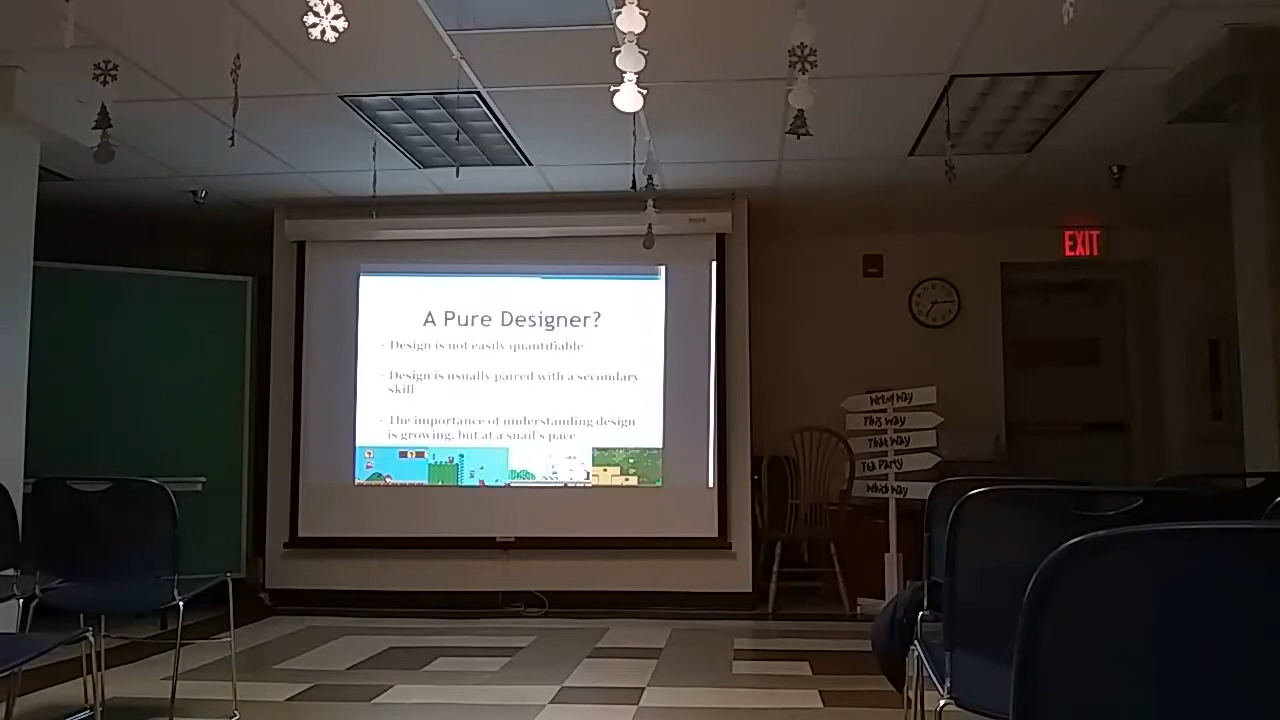 EXIT
A Pure Designer?
- Design is not easily quantifiable
- Design is usually paired with a secondary
skill
- The importance of understanding design
is growing, but at a snail's pace
Wrong Way
This way
That Way
Tea Party
Which Way